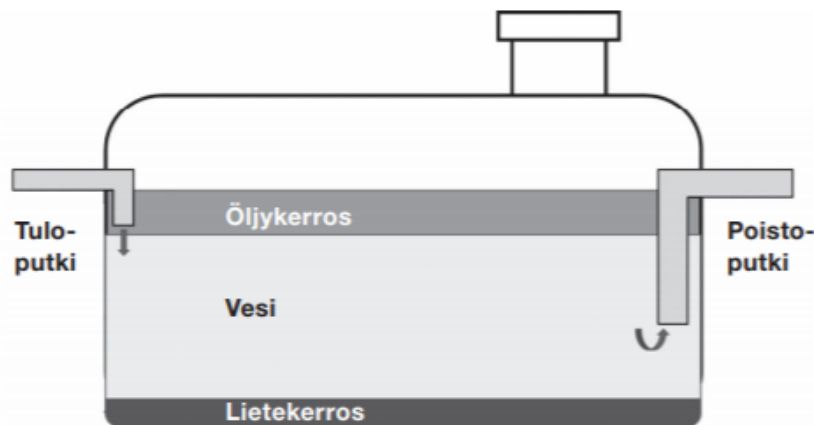 Öljykerros
Tulo-
putki
Poisto-
putki
Vesi
Lietekerros